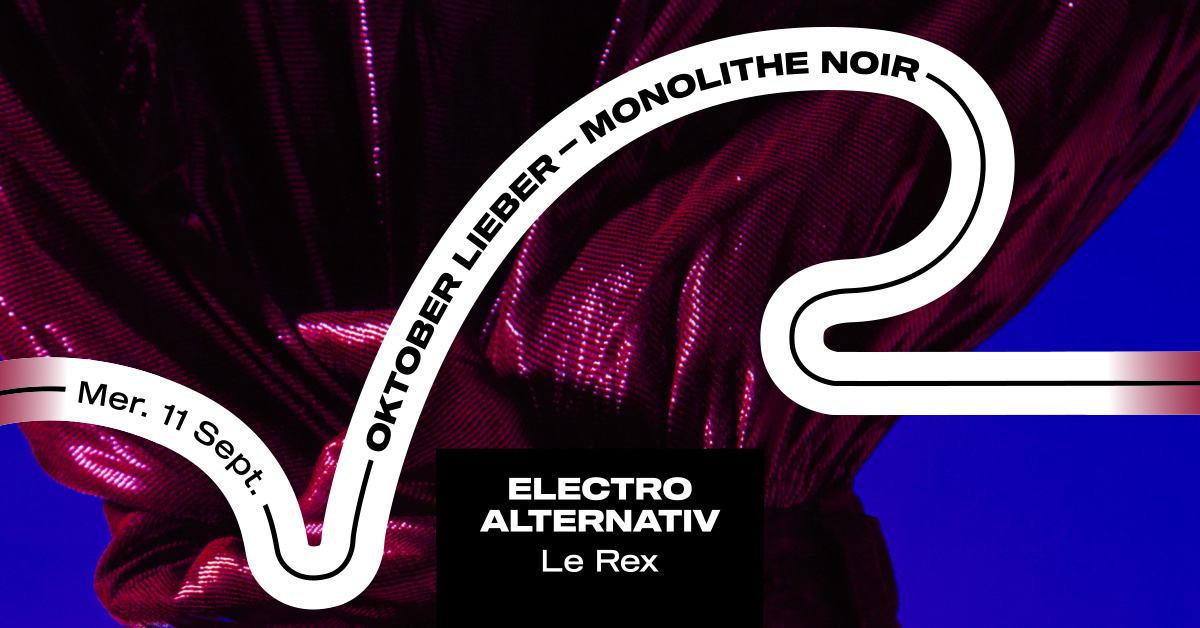 Mer. 11 Sept.
OKTOBER LIEBER – MONOLITHE NOIR
ELECTRO
ALTERNATIV
Le Rex